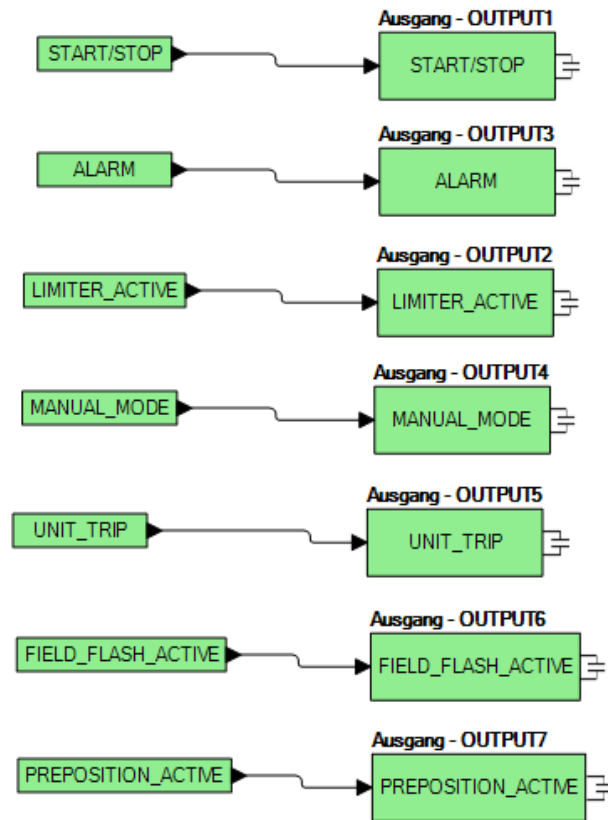 Ausgang - OUTPUT1
START/STOP
START/STOP
Ausgang - OUTPUT3
ALARM
ALARM
Ausgang - OUTPUT2
LIMITER_ACTIVE
LIMITER_ACTIVE
Ausgang - OUTPUT4
MANUAL_MODE
MANUAL_MODE
Ausgang - OUTPUT5
UNIT_TRIP
UNIT_TRIP
Ausgang - OUTPUT6
FIELD_FLASH_ACTIVE
FIELD_FLASH_ACTIVE
Ausgang - OUTPUT7
PREPOSITION_ACTIVE
PREPOSITION_ACTIVE